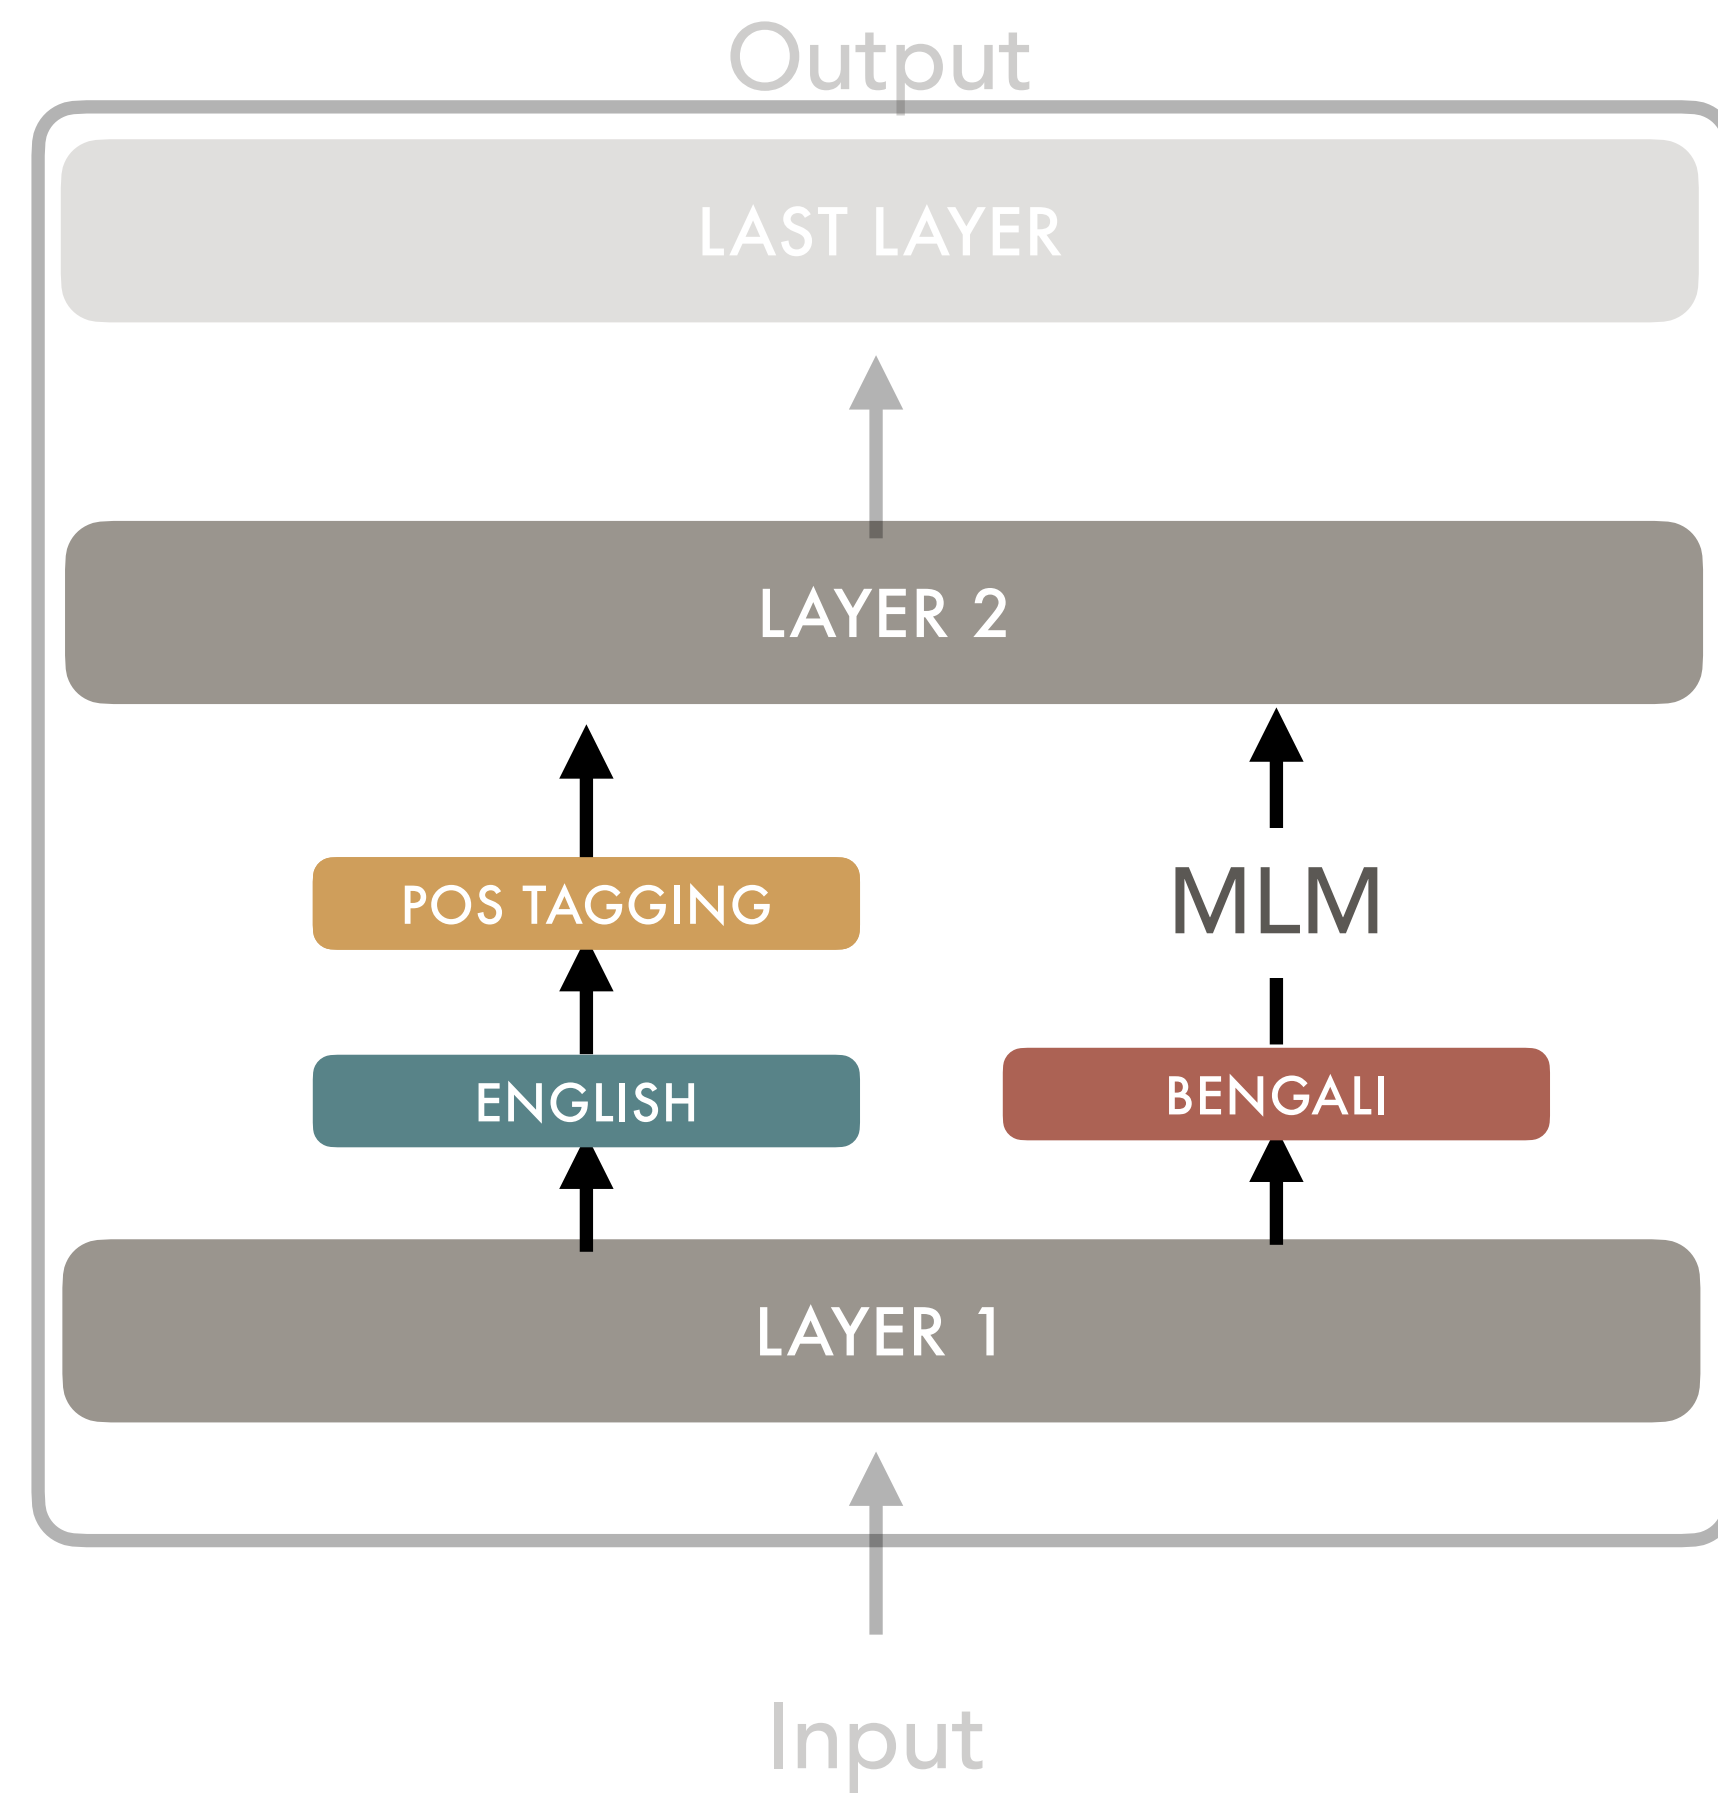 Output
LAST LAYER
LAYER 2
POS TAGGING
MLM
ENGLISH
BENGALI
LAYER 1
Input